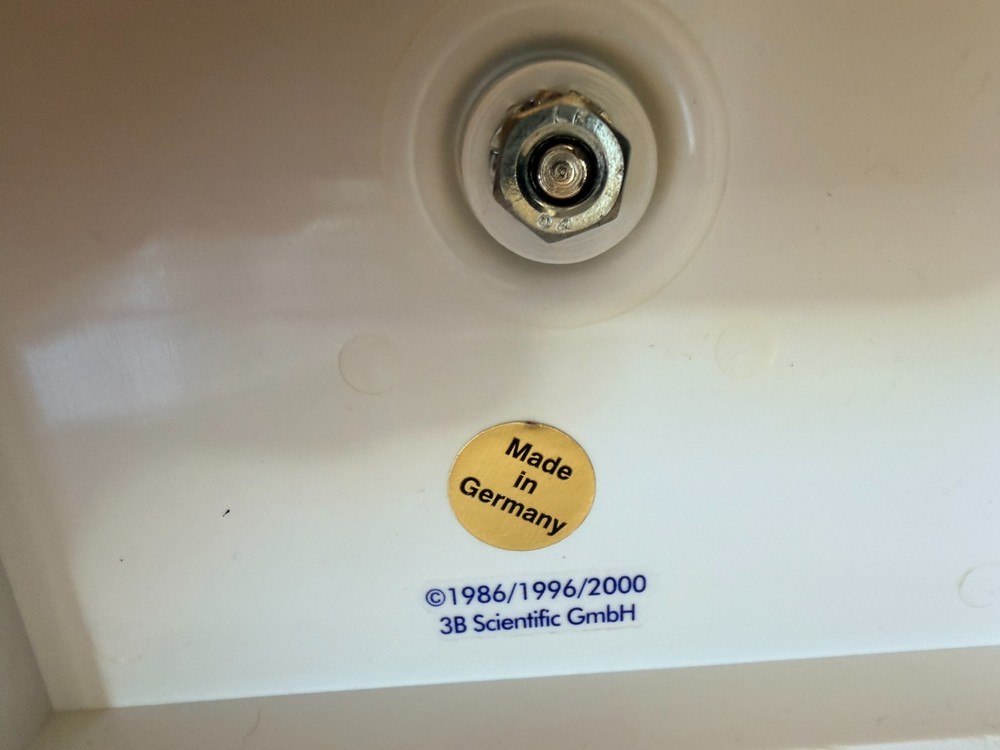 Made
in
Germany
©1986/1996/2000
3B Scientific GmbH